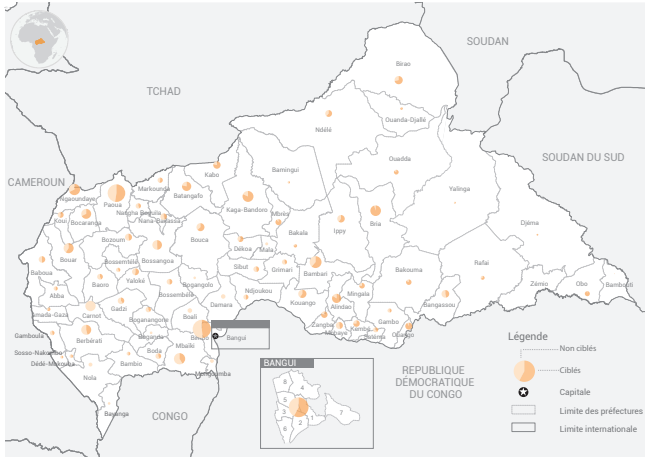 SOUDAN
Birao
TCHAD
Ouanda-Djallé
Ndélé
Ouadda
SOUDAN DU SUD
Kabo
CAMEROUN
Markounda
Bamingui
Ngaoundaye
Paoua
Batangafo
Yalinga
Kaga-Bandoro
Nangha Boguila
Koui
Bocaranga
Nana-Bakassa
Mbrès
Ippy
Bria
Djéma
Bouca
Bakala
Bozoum
Dékoa
Mala
Bouar
Bossangoa
Baboua
Bossemtélé
Sibut
Grimari
Bambari
Bakouma
Rafaï
Baoro
Yaloké
Bossembélé
Bogangolo
Zémio
Obo
Bambouti
Abba
Ndjoukou
Kouango
Mingala
Bangassou
Damara
Alindao
Amada-Gaza
Carnot
Gadzi
Boali
Gambo
Boganangone
Zangba
Kembé
Mobaye
Satéma
Ouango
Gamboula
Berbérati
Boganda
Bimbo
Bangui
Sosso-Nakombo
Boda
Mbaïki
Dédé-Mokouba
Bambio
Mongoumba
Nola
Bayanga
CONGO
BANGUI
8
4
5
3
1
7
6
2
REPUBLIQUE
DÉMOCRATIQUE
DU CONGO
Légende
Non ciblés
Ciblés
Capitale
Limite des préfectures
Limite internationale